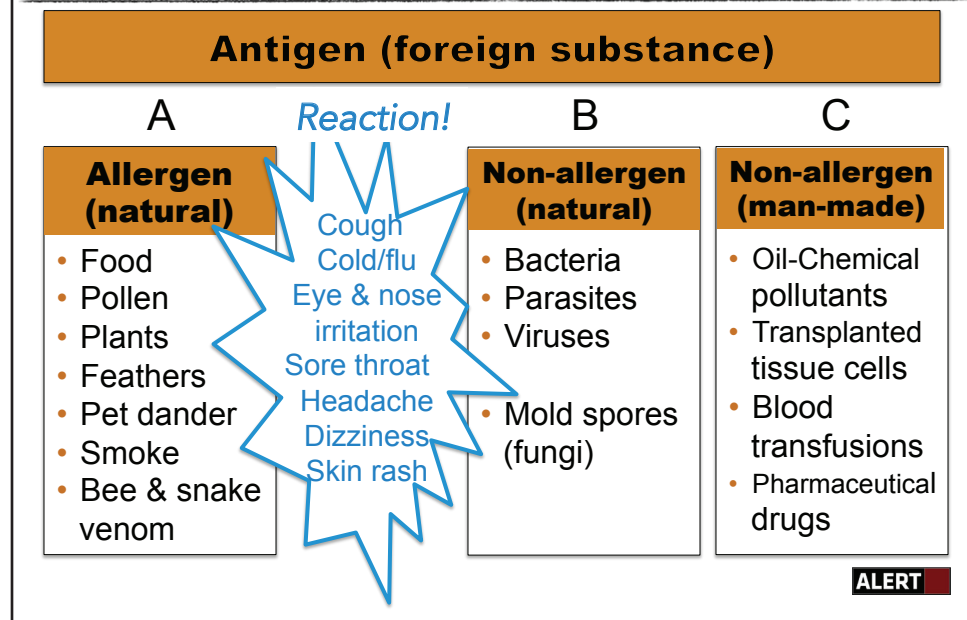 Antigen (foreign substance)
A
Allergen
(natural)
• Food
• Pollen
• Plants
• Feathers
• Pet dander
• Smoke
• Bee & snake
venom
Reaction!
Cough
Cold/flu
Eye & nose
irritation
Sore throat
Headache
Dizziness
Skin rash
B
Non-allergen
(natural)
• Bacteria
• Parasites
• Viruses
• Mold spores
(fungi)
C
Non-allergen
(man-made)
• Oil-Chemical
pollutants
• Transplanted
tissue cells
• Blood
transfusions
• Pharmaceutical
drugs
ALERT